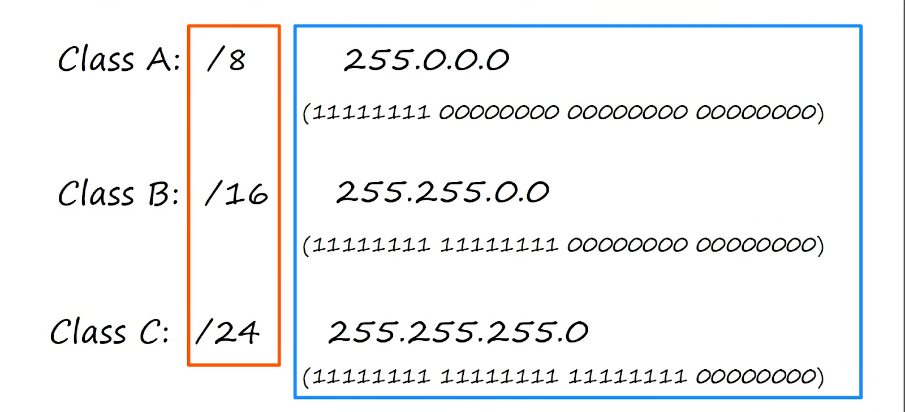 Class A: /8 255.0.0.0
(11111111 00000000 00000000 00000000)
Class B: /16 255.255.0.0
(11111111 11111111 00000000 00000000)
Class C: /24 255.255.255.0
(11111111 11111111 11111111 00000000)